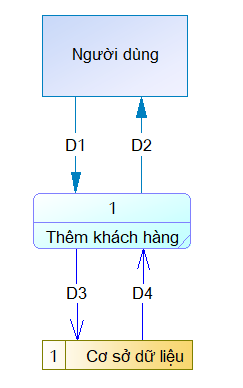 Người dùng
D1 D2
1
Thêm khách hàng
D3 D4
1 Cơ sở dữ liệu